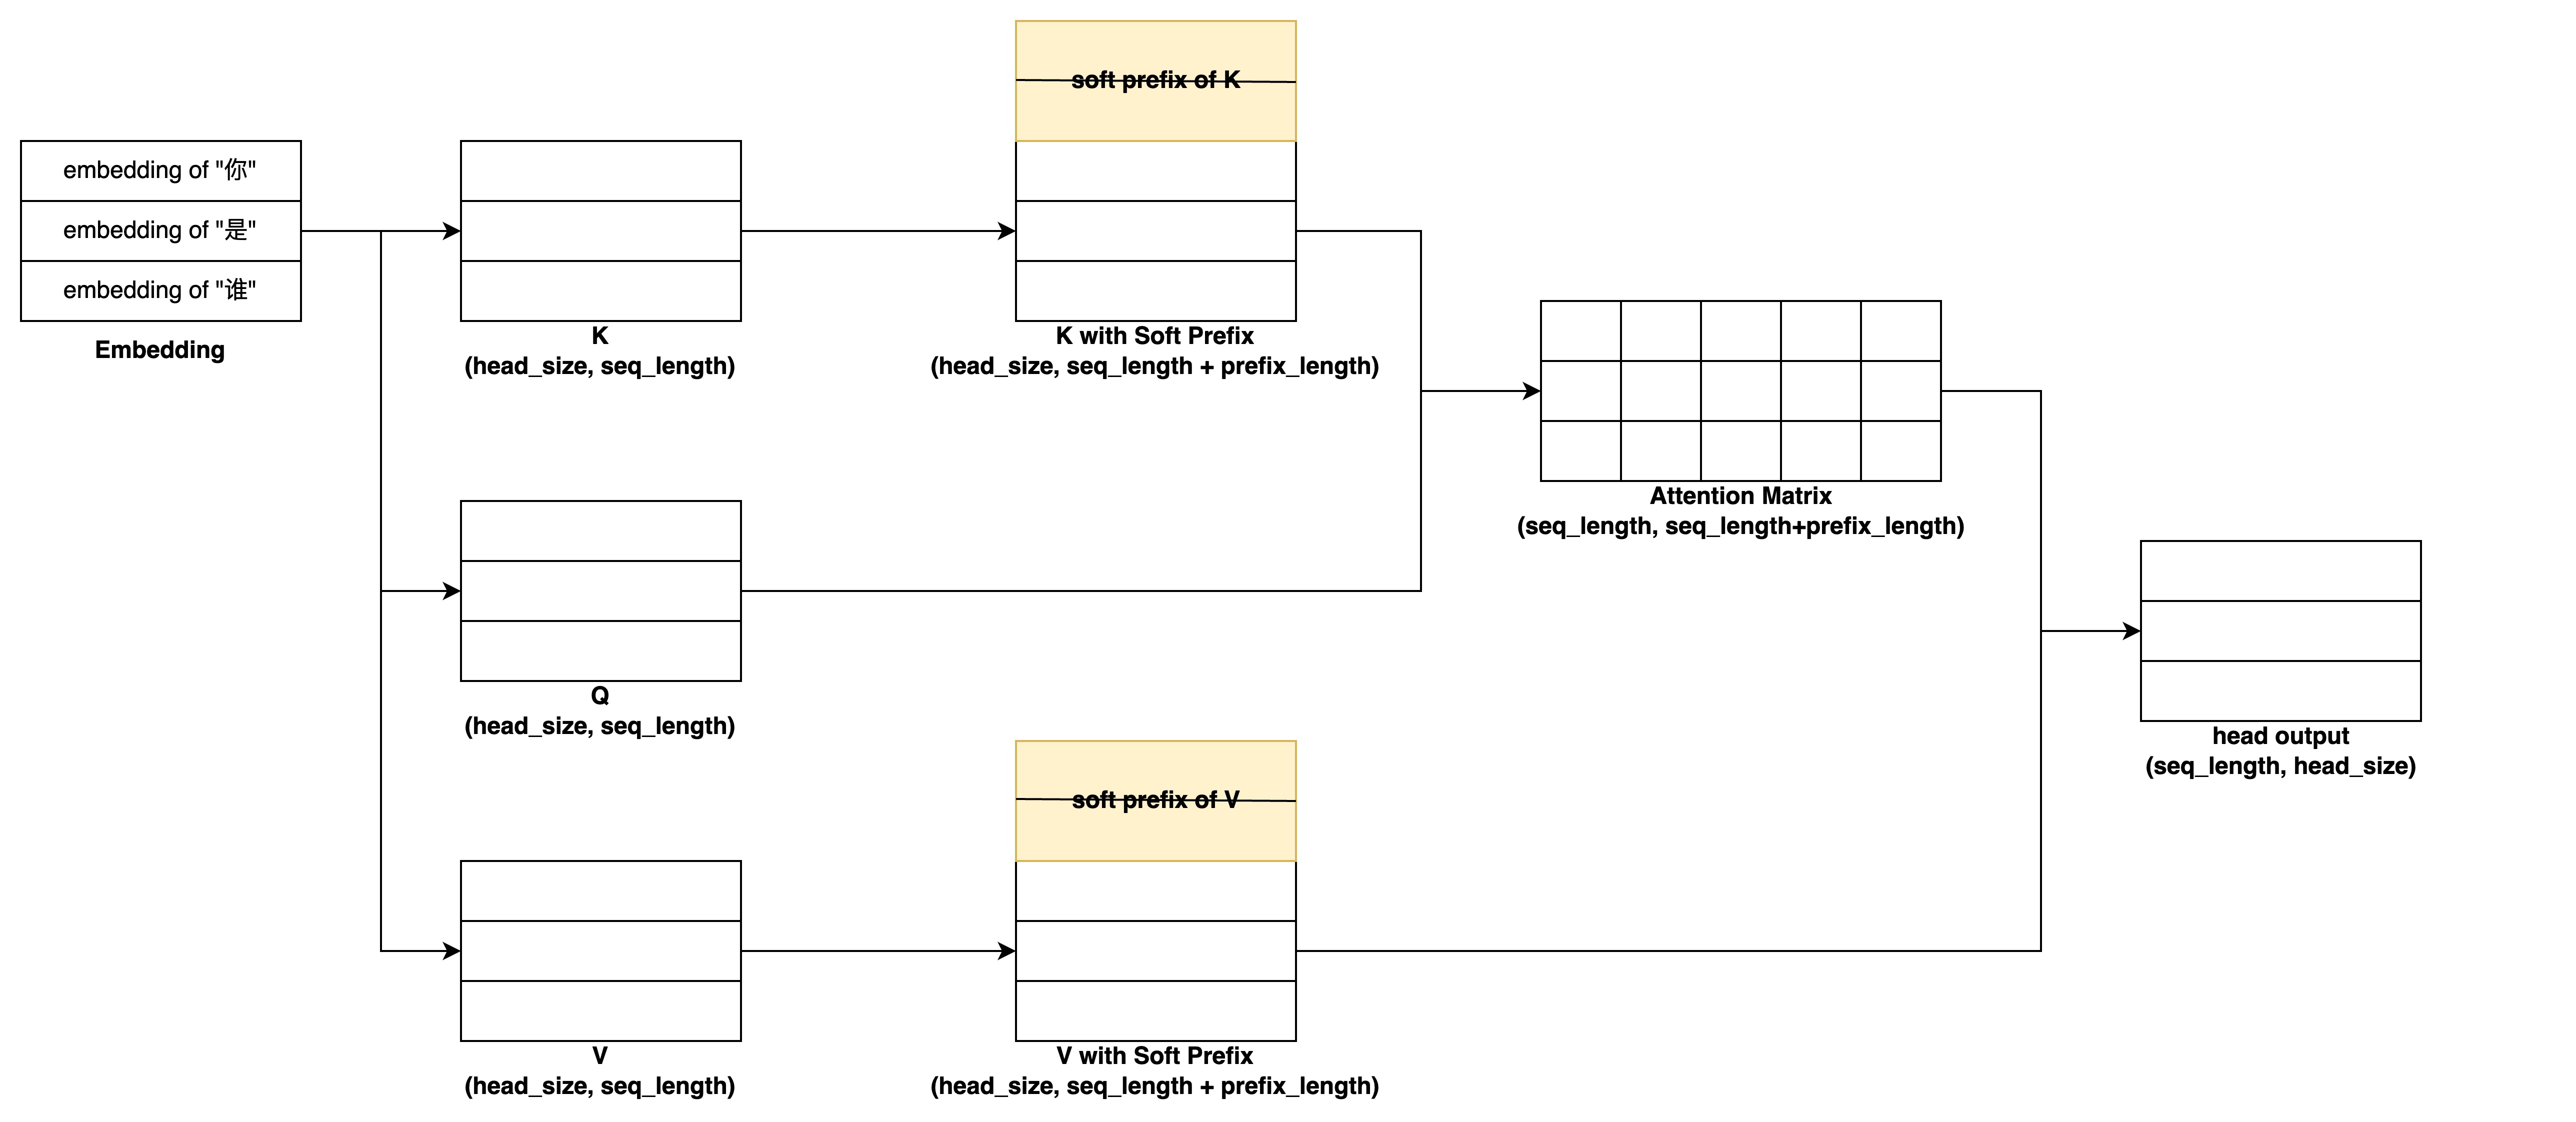 soft prefix of K
embedding of "你"
embedding of "是"
embedding of "谁"
Embedding
K
(head_size, seq_length)
K with Soft Prefix
(head_size, seq_length + prefix_length)
Attention Matrix
(seq_length, seq_length+prefix_length)
Q
(head_size, seq_length)
head output
(seq_length, head_size)
soft prefix of V
V
(head_size, seq_length)
V with Soft Prefix
(head_size, seq_length + prefix_length)